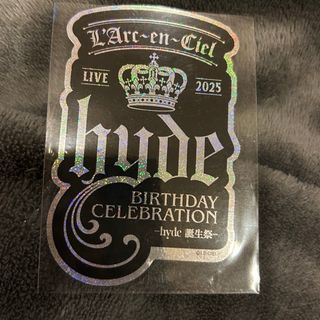 L'Arc~en~Ciel
LIVE 2025
hyde
BIRTHDAY
CELEBRATION
-hyde 誕生祭-